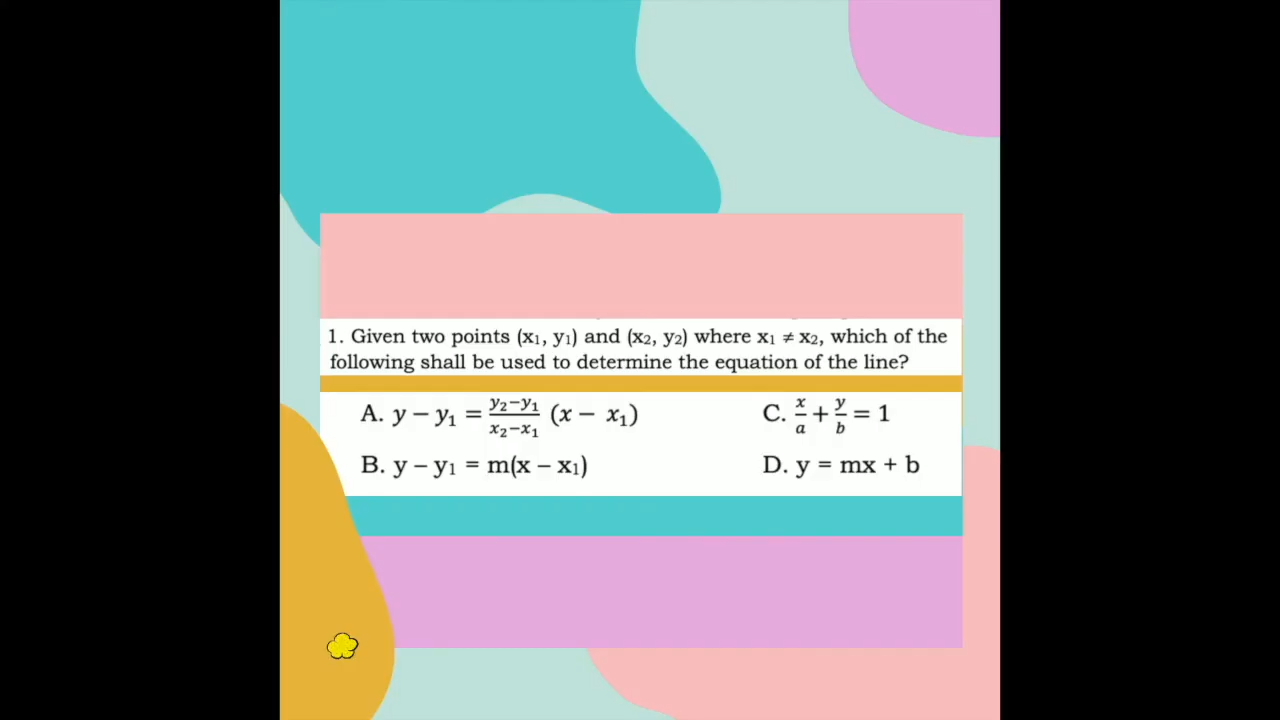 1. Given two points (x₁, y₁) and (x₂, y₂) where x₁ ≠ x₂, which of the
following shall be used to determine the equation of the line?
A. y − y₁ = (y₂−y₁)/(x₂−x₁) (x − x₁)
C. x/a + y/b = 1
B. y − y₁ = m(x − x₁)
D. y = mx + b